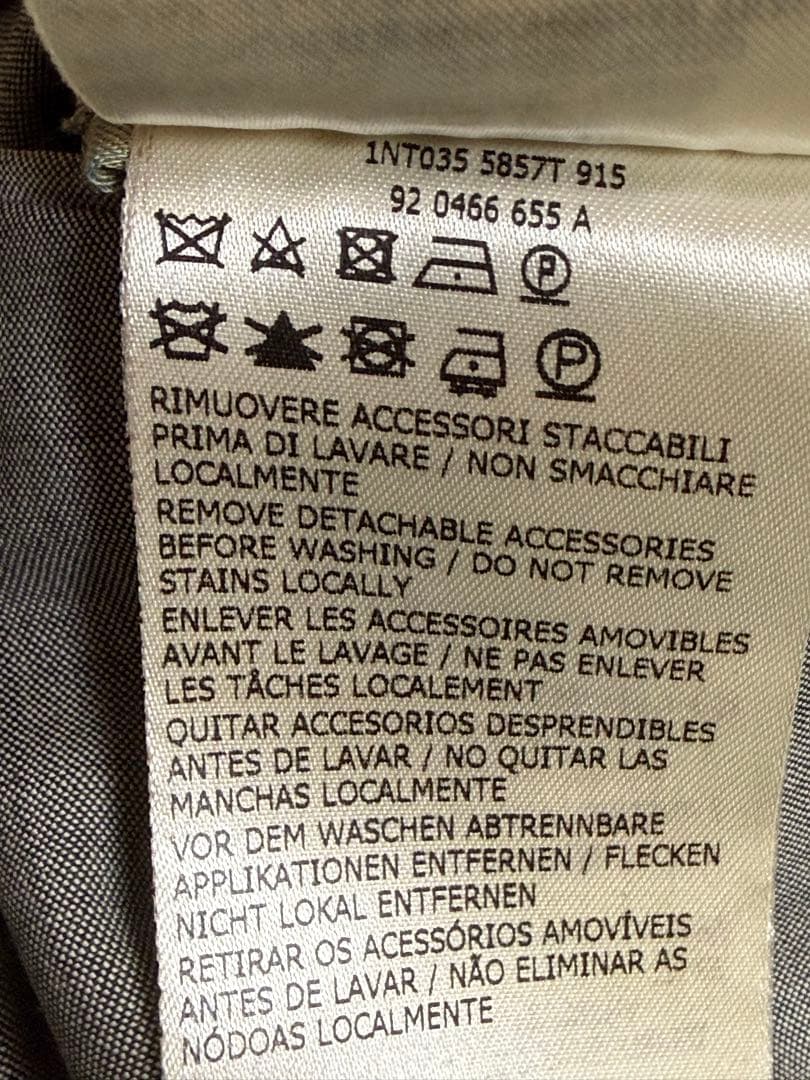 1NT035 5857T 915
92 0466 655 A
P
P
RIMUOVERE ACCESSORI STACCABILI
PRIMA DI LAVARE / NON SMACCHIARE
LOCALMENTE
REMOVE DETACHABLE ACCESSORIES
BEFORE WASHING / DO NOT REMOVE
STAINS LOCALLY
ENLEVER LES ACCESSOIRES AMOVIBLES
AVANT LE LAVAGE / NE PAS ENLEVER
LES TÂCHES LOCALEMENT
QUITAR ACCESORIOS DESPRENDIBLES
ANTES DE LAVAR / NO QUITAR LAS
MANCHAS LOCALMENTE
VOR DEM WASCHEN ABTRENNBARE
APPLIKATIONEN ENTFERNEN / FLECKEN
NICHT LOKAL ENTFERNEN
RETIRAR OS ACESSÓRIOS AMOVÍVEIS
ANTES DE LAVAR / NÃO ELIMINAR AS
NÓDOAS LOCALMENTE